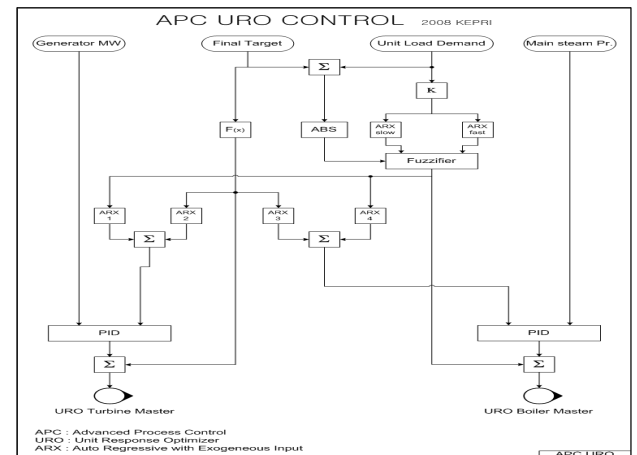 APC URO CONTROL 2008 KEPRI
Generator MW
Final Target
Unit Load Demand
Main steam Pr.
Σ
K
F(x)
ABS
ARX slow
ARX fast
Fuzzifier
ARX 1
ARX 2
ARX 3
ARX 4
Σ
Σ
PID
PID
Σ
Σ
URO Turbine Master
URO Boiler Master
APC : Advanced Process Control
URO : Unit Response Optimizer
ARX : Auto Regressive with Exogeneous Input
APC URO